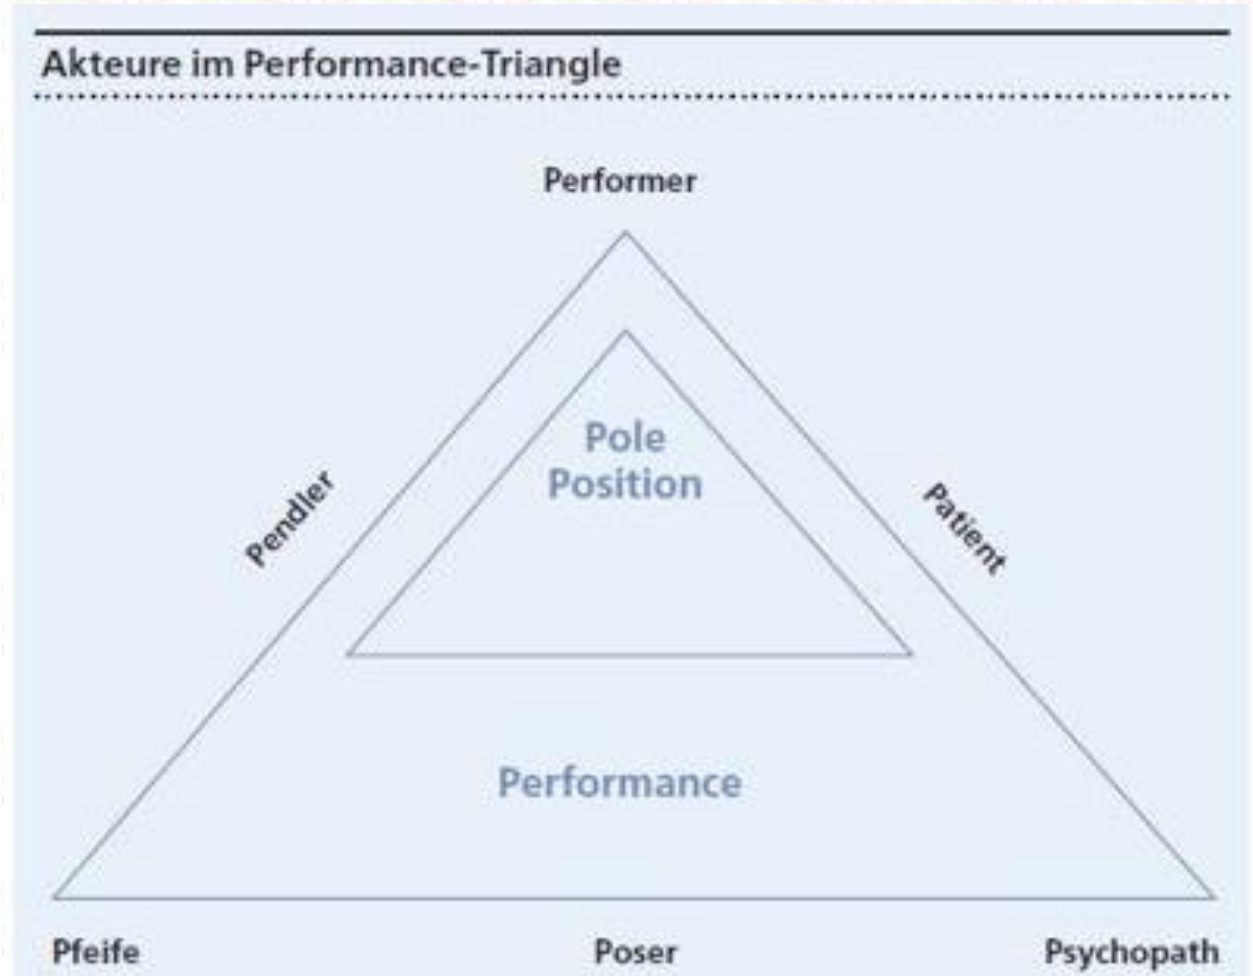 Akteure im Performance-Triangle
Performer
Pole
Position
Pendler
Patient
Performance
Pfeife
Poser
Psychopath